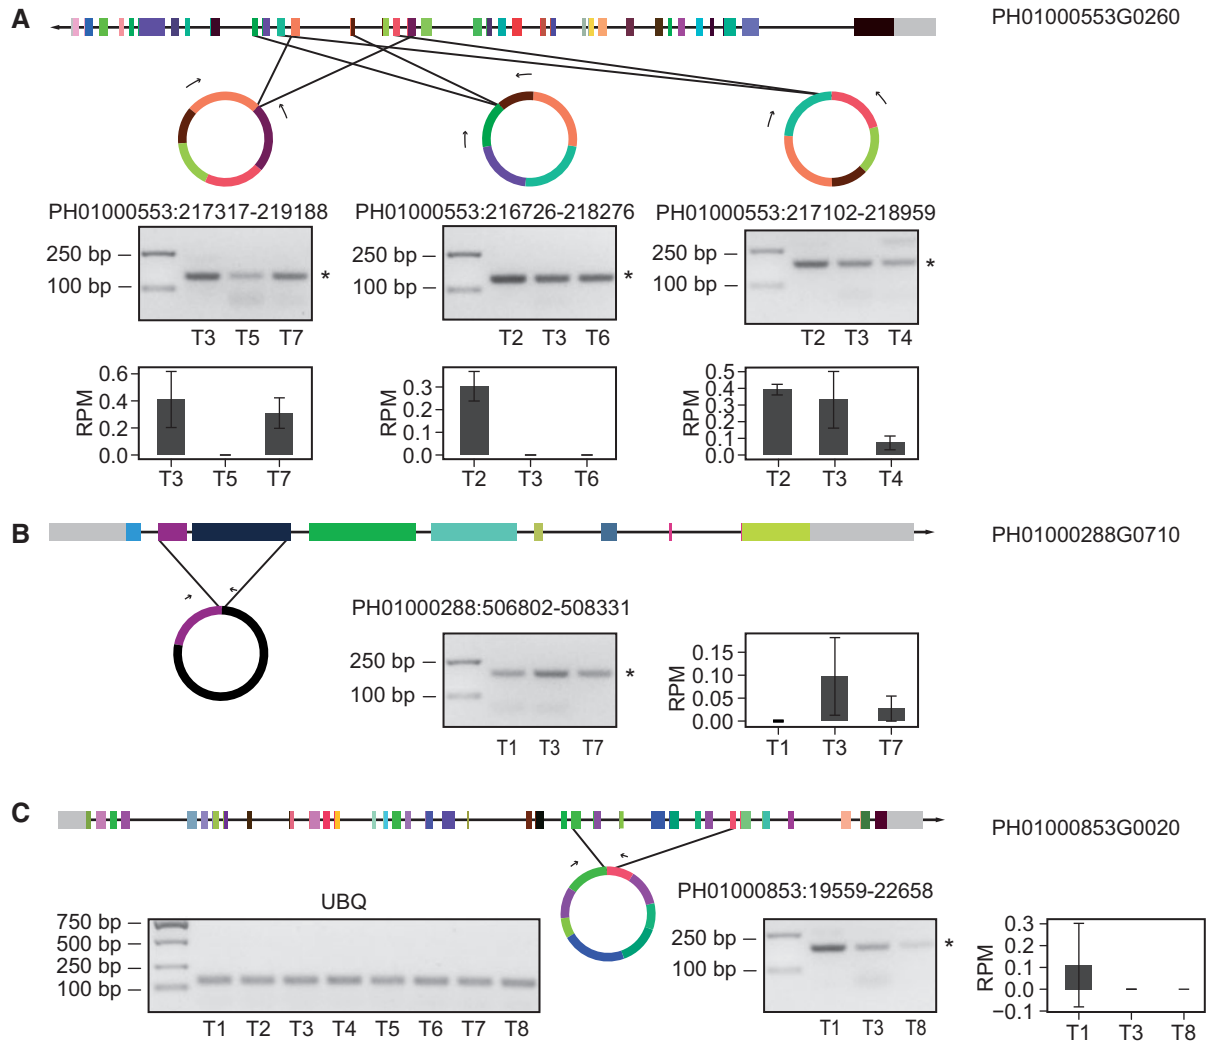 A
PH01000553G0260
PH01000553:217317-219188
PH01000553:216726-218276
PH01000553:217102-218959
250 bp
100 bp
*
T3 T5 T7
250 bp
100 bp
*
T2 T3 T6
250 bp
100 bp
*
T2 T3 T4
RPM
0.6
0.4
0.2
0.0
T3 T5 T7
RPM
0.3
0.2
0.1
0.0
T2 T3 T6
RPM
0.5
0.4
0.3
0.2
0.1
0.0
T2 T3 T4
B
PH01000288G0710
PH01000288:506802-508331
250 bp
100 bp
*
T1 T3 T7
RPM
0.15
0.10
0.05
0.00
T1 T3 T7
C
PH01000853G0020
UBQ
750 bp
500 bp
250 bp
100 bp
T1 T2 T3 T4 T5 T6 T7 T8
PH01000853:19559-22658
250 bp
100 bp
*
T1 T3 T8
RPM
0.3
0.2
0.1
0.0
−0.1
T1 T3 T8